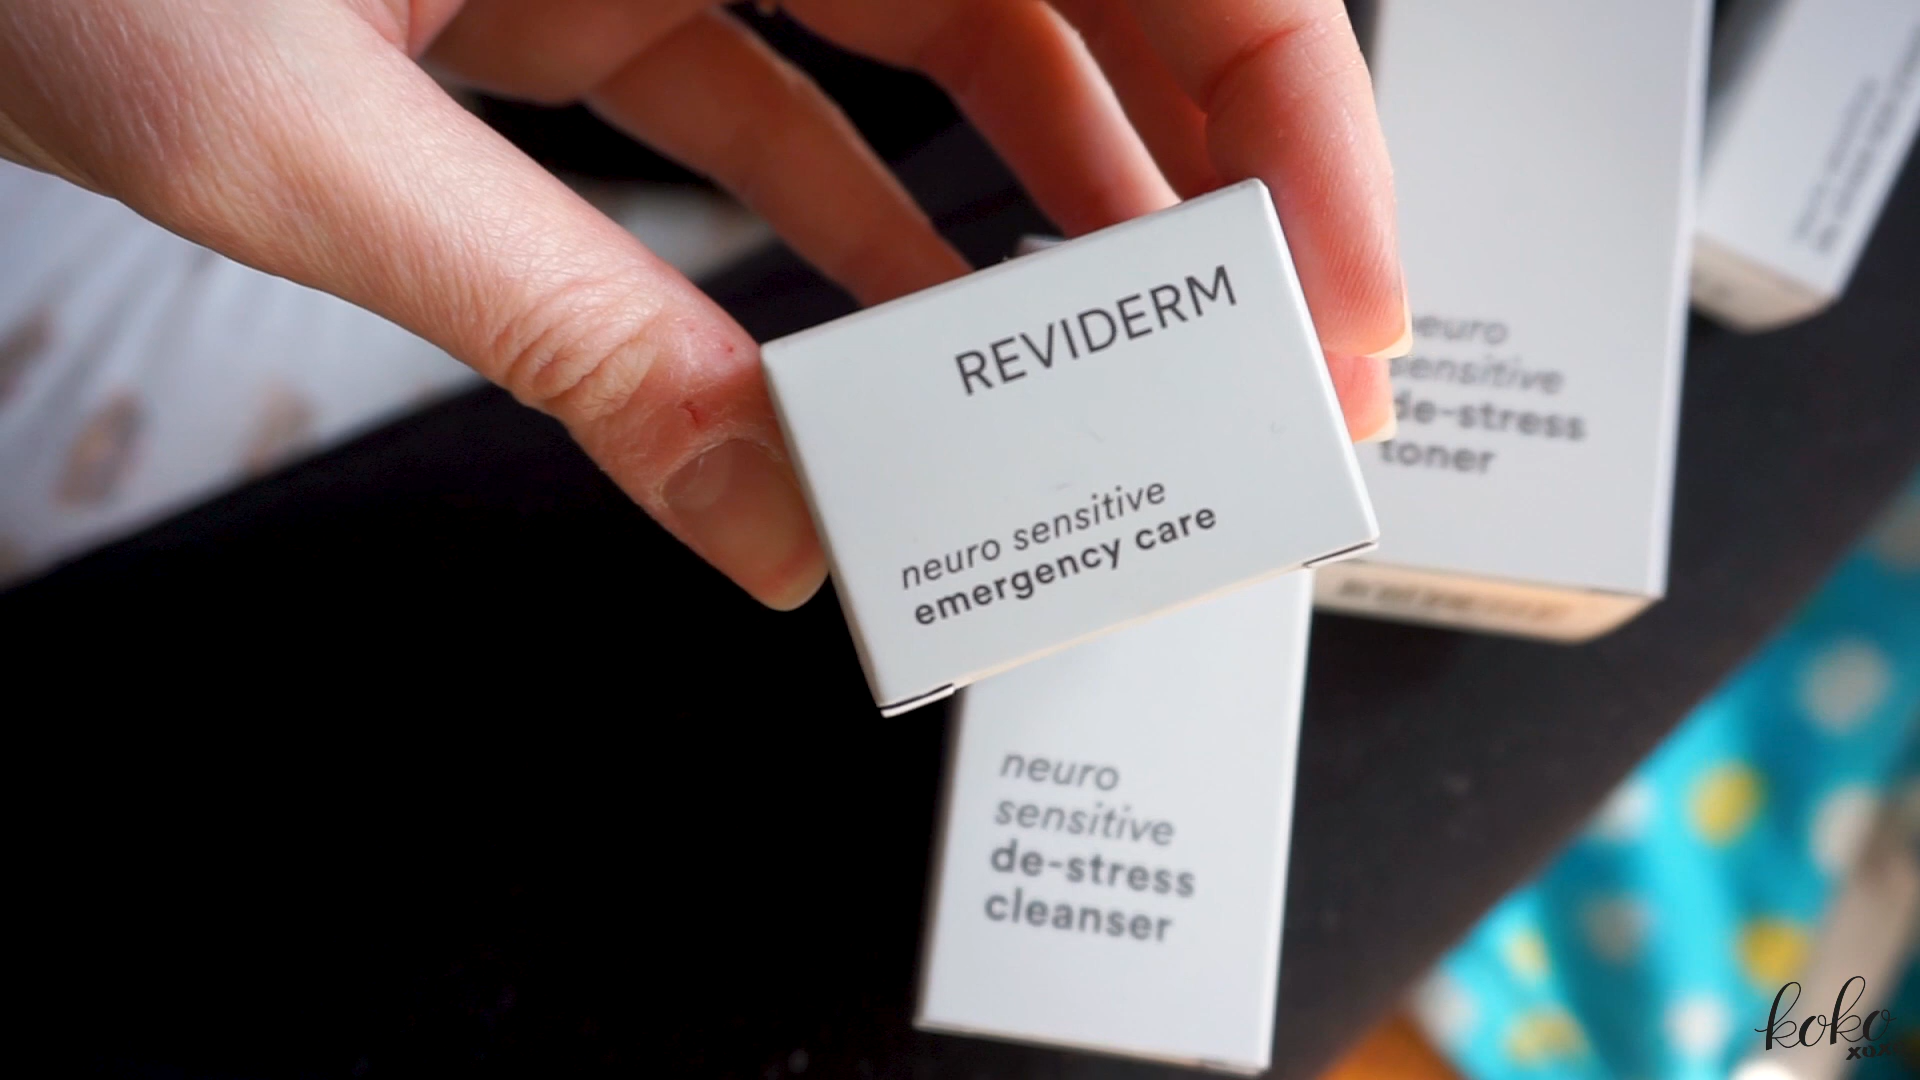 REVIDERM
neuro sensitive
emergency care
neuro
sensitive
de-stress
toner
neuro
sensitive
de-stress
cleanser
koko